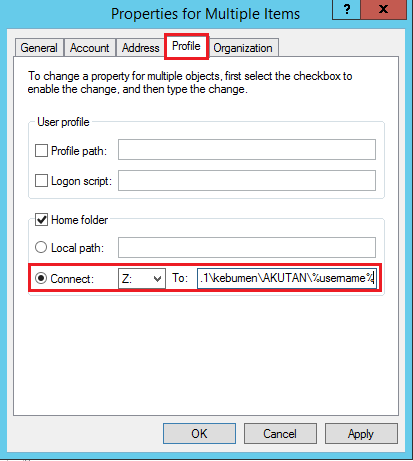 Properties for Multiple Items
?
x
General Account Address Profile Organization
To change a property for multiple objects, first select the checkbox to
enable the change, and then type the change.
User profile
Profile path:
Logon script:
Home folder
Local path:
Connect: Z: To: .1\kebumen\AKUTAN\%username%
OK Cancel Apply